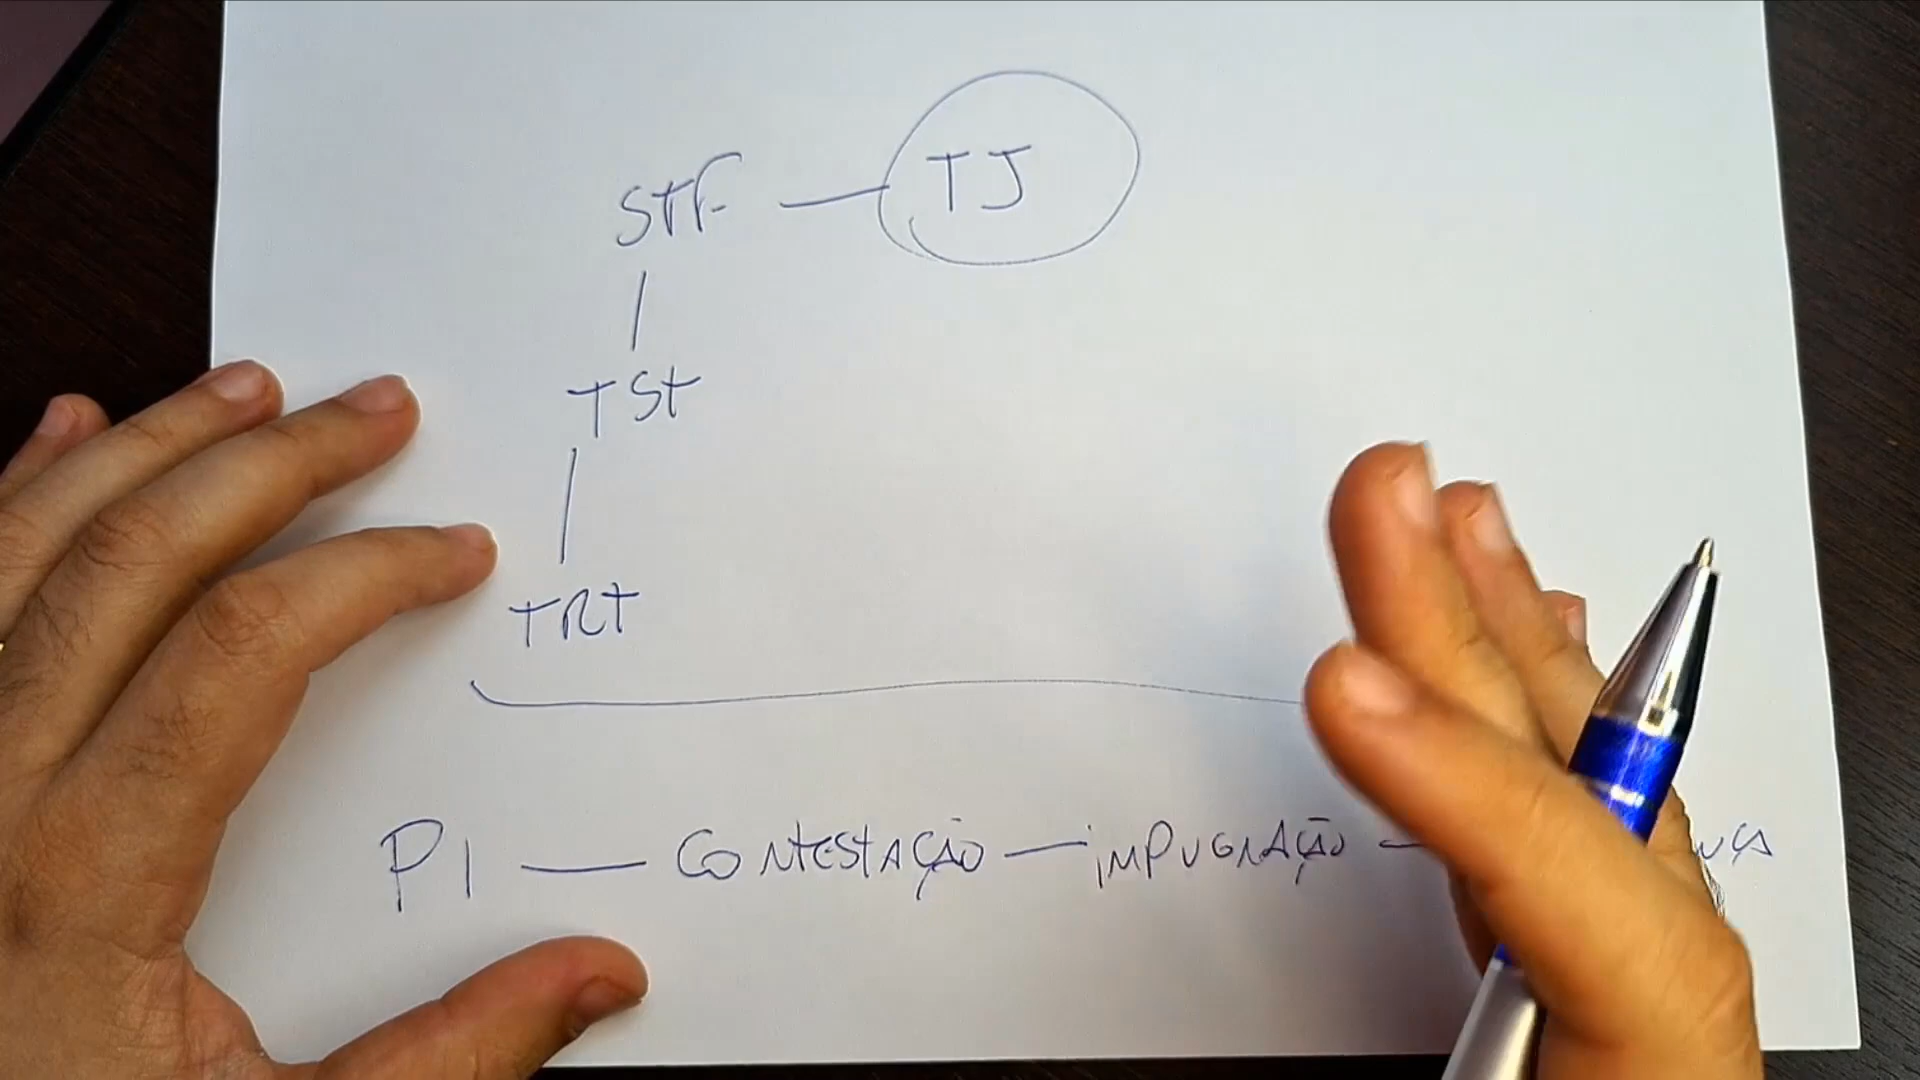 STF — TJ
TST
TRT
PI — CONTESTAÇÃO — IMPUGNAÇÃO —